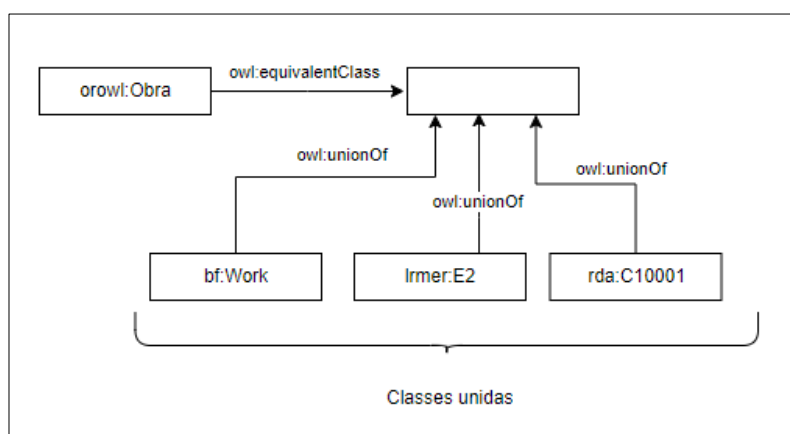 owl:equivalentClass
orowl:Obra
owl:unionOf
owl:unionOf
owl:unionOf
bf:Work
lrmer:E2
rda:C10001
Classes unidas